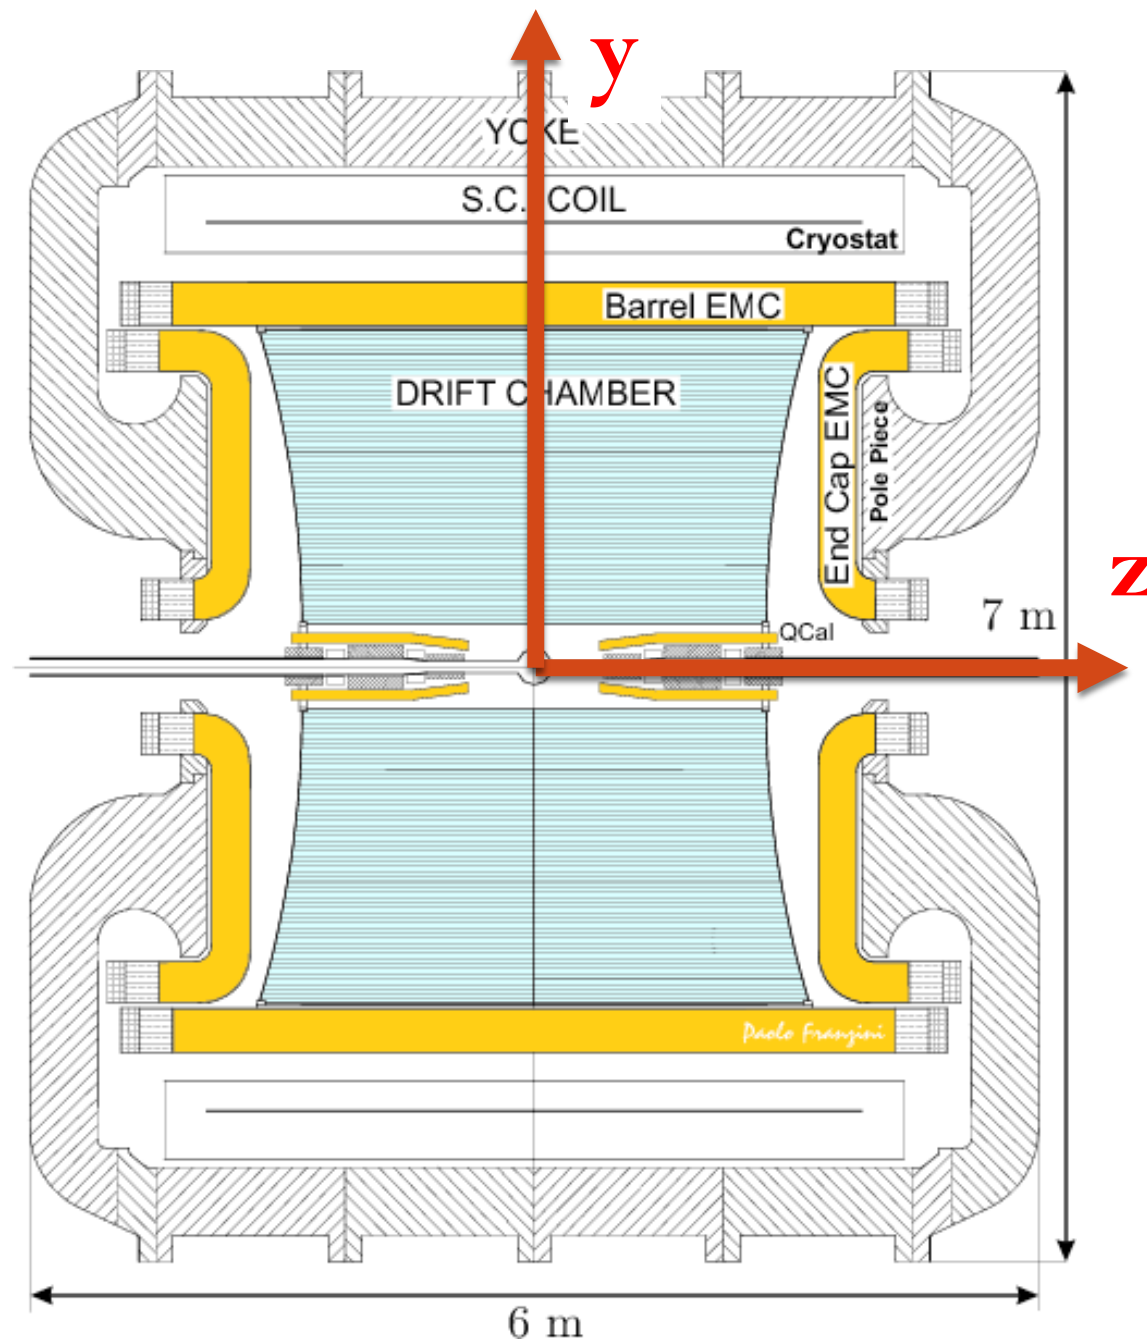 y
YOKE
S.C. COIL
Cryostat
Barrel EMC
DRIFT CHAMBER
End Cap EMC
Pole Piece
z
7 m
QCal
Paolo Franzini
6 m